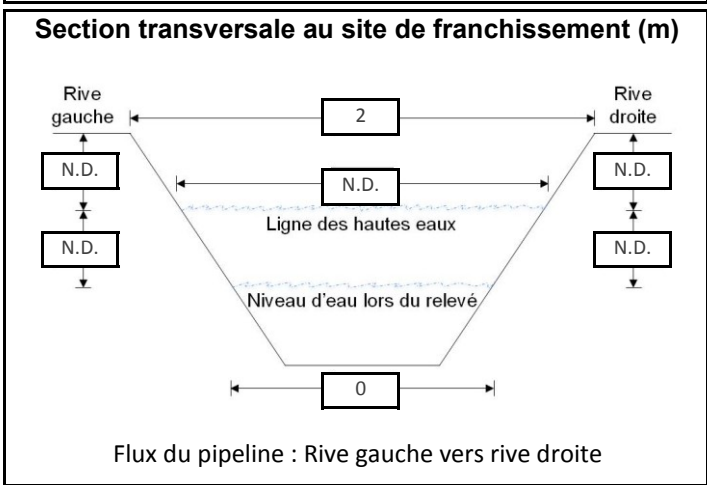 Section transversale au site de franchissement (m)
Rive
gauche
2
Rive
droite
N.D.
N.D.
N.D.
Ligne des hautes eaux
N.D.
N.D.
Niveau d'eau lors du relevé
0
Flux du pipeline : Rive gauche vers rive droite